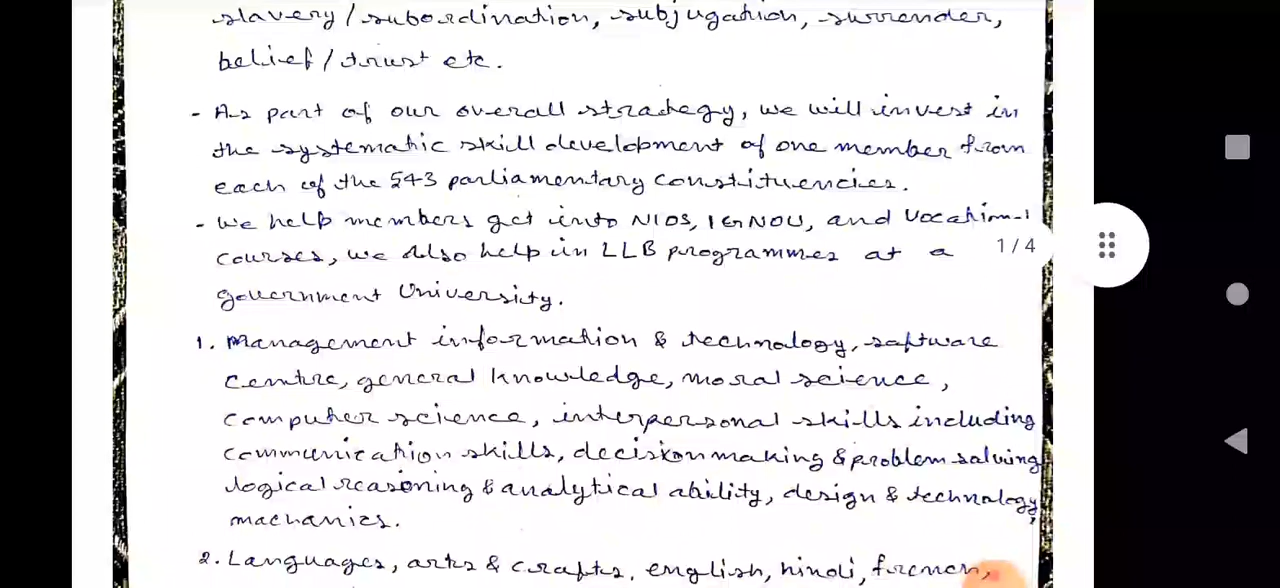 slavery/subordination, subjugation, surrender,
belief/trust etc.
- As part of our overall strategy, we will invest in
the systematic skill development of one member from
each of the 543 parliamentary constituencies.
- We help members get into NIOS, IGNOU, and Vocation-l
courses, we also help in LLB programmes at a
government University.
1/4
1. Management information & technology, software
centre, general knowledge, moral science,
computer science, interpersonal skills including
communication skills, decision making & problem solving
logical reasoning & analytical ability, design & technology,
machanics.
2. Languages, arts & crafts, english, hindi,